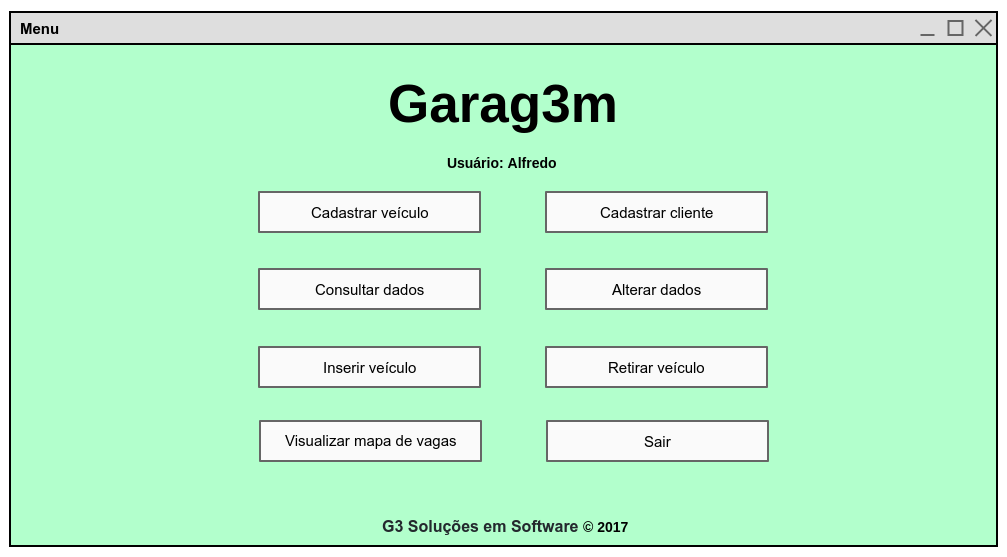 Menu
Garag3m
Usuário: Alfredo
Cadastrar veículo
Cadastrar cliente
Consultar dados
Alterar dados
Inserir veículo
Retirar veículo
Visualizar mapa de vagas
Sair
G3 Soluções em Software © 2017